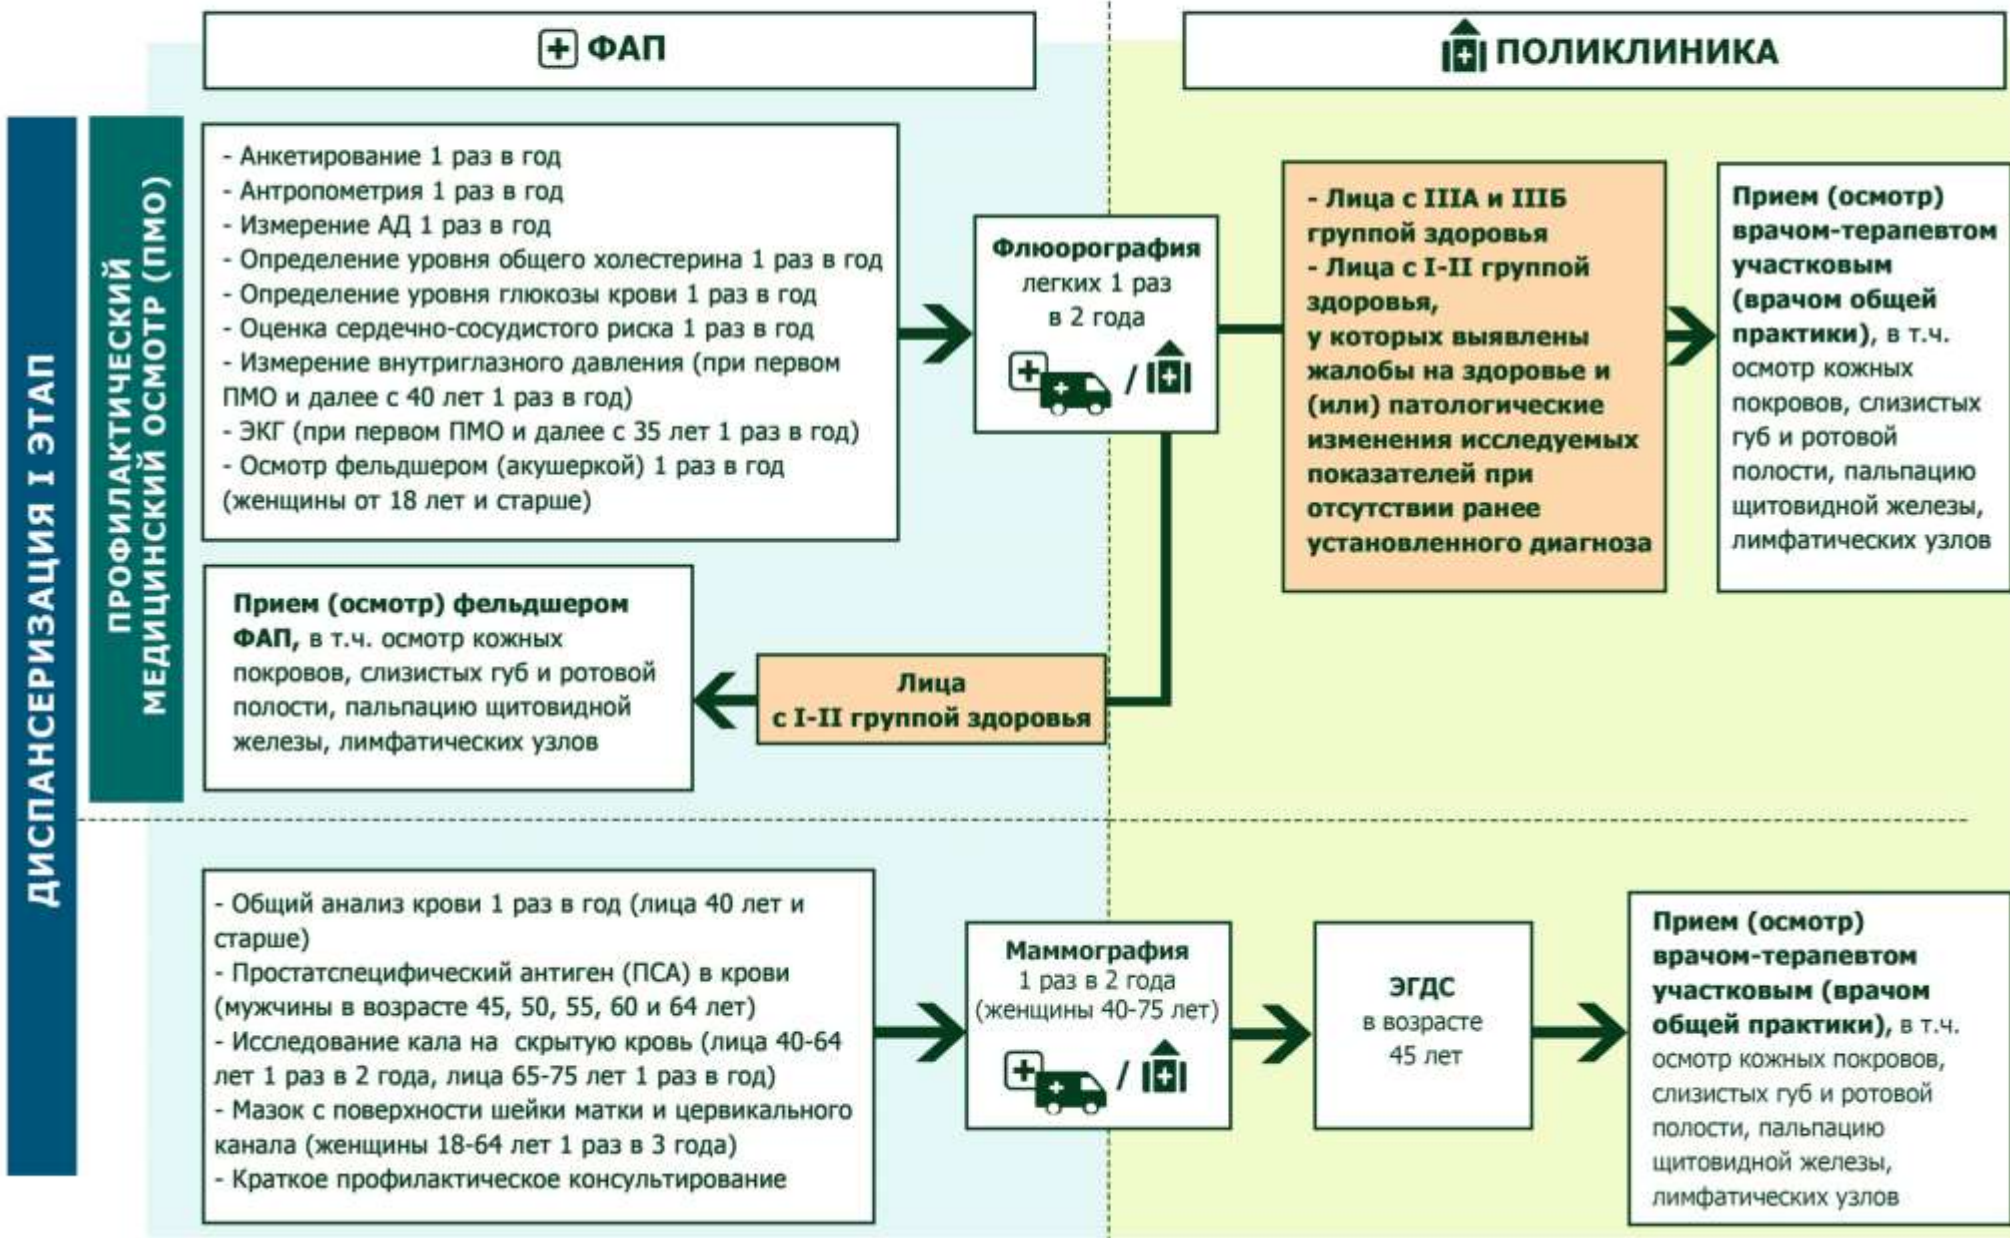 ФАП
ПОЛИКЛИНИКА
ДИСПАНСЕРИЗАЦИЯ I ЭТАП
ПРОФИЛАКТИЧЕСКИЙ
МЕДИЦИНСКИЙ ОСМОТР (ПМО)
- Анкетирование 1 раз в год
- Антропометрия 1 раз в год
- Измерение АД 1 раз в год
- Определение уровня общего холестерина 1 раз в год
- Определение уровня глюкозы крови 1 раз в год
- Оценка сердечно-сосудистого риска 1 раз в год
- Измерение внутриглазного давления (при первом
ПМО и далее с 40 лет 1 раз в год)
- ЭКГ (при первом ПМО и далее с 35 лет 1 раз в год)
- Осмотр фельдшером (акушеркой) 1 раз в год
(женщины от 18 лет и старше)
Флюорография
легких 1 раз
в 2 года
/
- Лица с IIIА и IIIБ
группой здоровья
- Лица с I-II группой
здоровья,
у которых выявлены
жалобы на здоровье и
(или) патологические
изменения исследуемых
показателей при
отсутствии ранее
установленного диагноза
Прием (осмотр)
врачом-терапевтом
участковым
(врачом общей
практики), в т.ч.
осмотр кожных
покровов, слизистых
губ и ротовой
полости, пальпацию
щитовидной железы,
лимфатических узлов
Прием (осмотр) фельдшером
ФАП, в т.ч. осмотр кожных
покровов, слизистых губ и ротовой
полости, пальпацию щитовидной
железы, лимфатических узлов
Лица
с I-II группой здоровья
- Общий анализ крови 1 раз в год (лица 40 лет и
старше)
- Простатспецифический антиген (ПСА) в крови
(мужчины в возрасте 45, 50, 55, 60 и 64 лет)
- Исследование кала на скрытую кровь (лица 40-64
лет 1 раз в 2 года, лица 65-75 лет 1 раз в год)
- Мазок с поверхности шейки матки и цервикального
канала (женщины 18-64 лет 1 раз в 3 года)
- Краткое профилактическое консультирование
Маммография
1 раз в 2 года
(женщины 40-75 лет)
/
ЭГДС
в возрасте
45 лет
Прием (осмотр)
врачом-терапевтом
участковым (врачом
общей практики), в т.ч.
осмотр кожных покровов,
слизистых губ и ротовой
полости, пальпацию
щитовидной железы,
лимфатических узлов